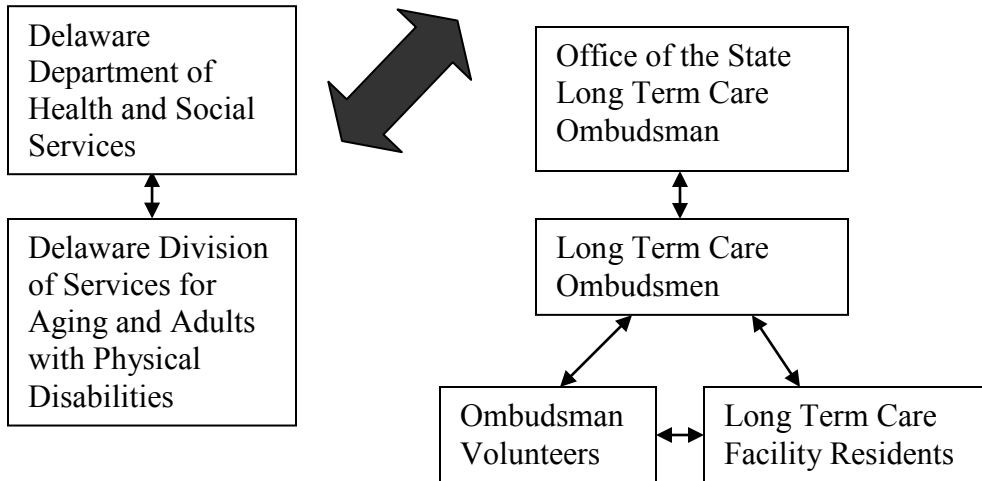 Delaware
Department of
Health and Social
Services
Office of the State
Long Term Care
Ombudsman
Delaware Division
of Services for
Aging and Adults
with Physical
Disabilities
Long Term Care
Ombudsmen
Ombudsman
Volunteers
Long Term Care
Facility Residents